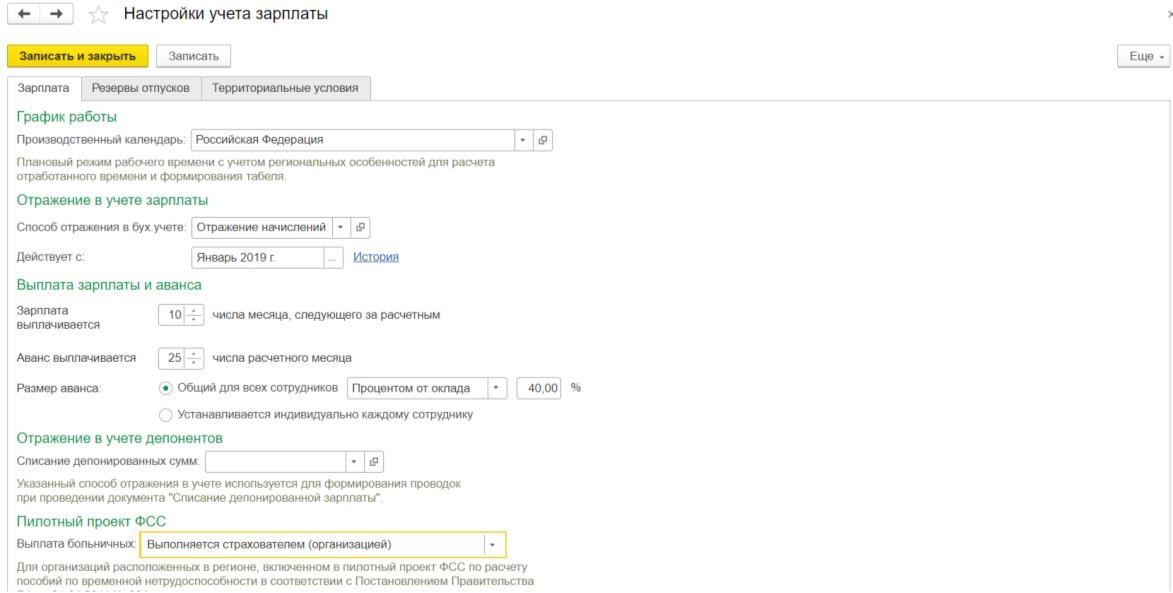 Настройки учета зарплаты
Записать и закрыть Записать Еще
Зарплата Резервы отпусков Территориальные условия
График работы
Производственный календарь: Российская Федерация
Плановый режим рабочего времени с учетом региональных особенностей для расчета
отработанного времени и формирования табеля.
Отражение в учете зарплаты
Способ отражения в бух.учете: Отражение начислений
Действует с: Январь 2019 г. ... История
Выплата зарплаты и аванса
Зарплата
выплачивается 10 числа месяца, следующего за расчетным
Аванс выплачивается 25 числа расчетного месяца
Размер аванса: Общий для всех сотрудников Процентом от оклада 40,00 %
Устанавливается индивидуально каждому сотруднику
Отражение в учете депонентов
Списание депонированных сумм:
Указанный способ отражения в учете используется для формирования проводок
при проведении документа "Списание депонированной зарплаты".
Пилотный проект ФСС
Выплата больничных: Выполняется страхователем (организацией)
Для организаций расположенных в регионе, включенном в пилотный проект ФСС по расчету
пособий по временной нетрудоспособности в соответствии с Постановлением Правительства